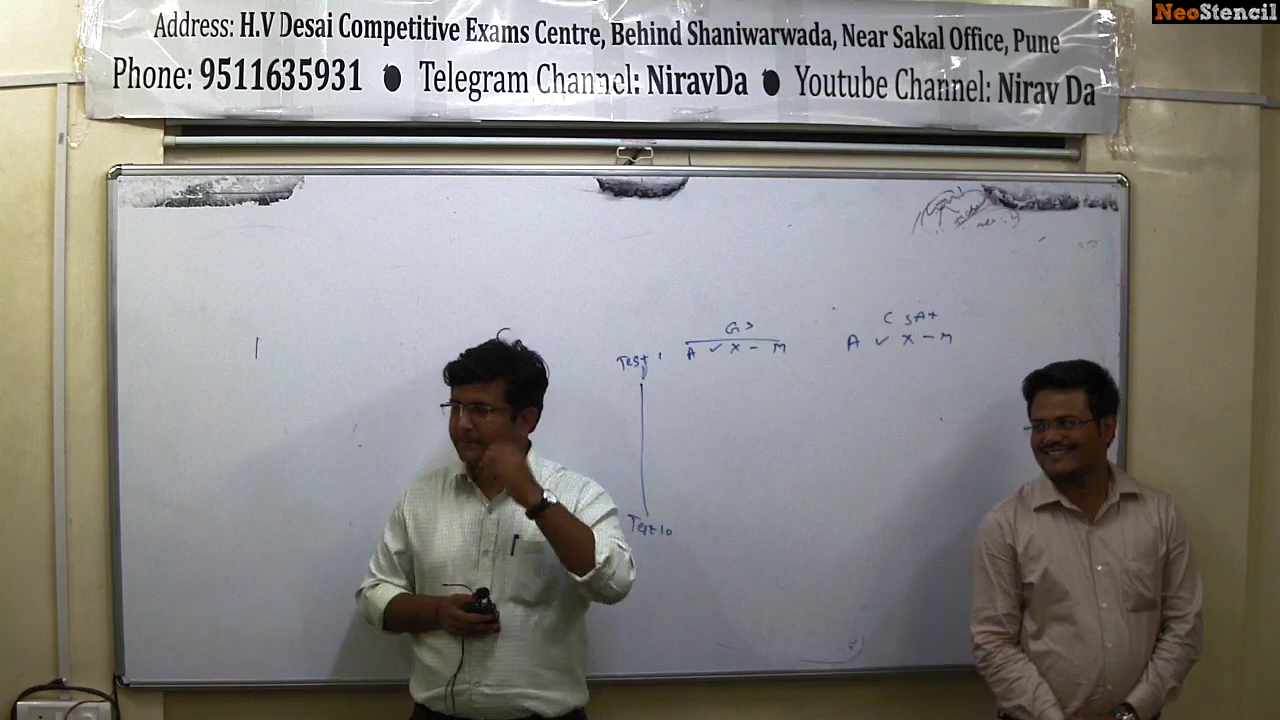 NeoStencil
Address: H.V Desai Competitive Exams Centre, Behind Shaniwarwada, Near Sakal Office, Pune
Phone: 9511635931 ● Telegram Channel: NiravDa ● Youtube Channel: Nirav Da
GS
CSAT
Test 1
A ✓ X - M
A ✓ X - M
Test 10